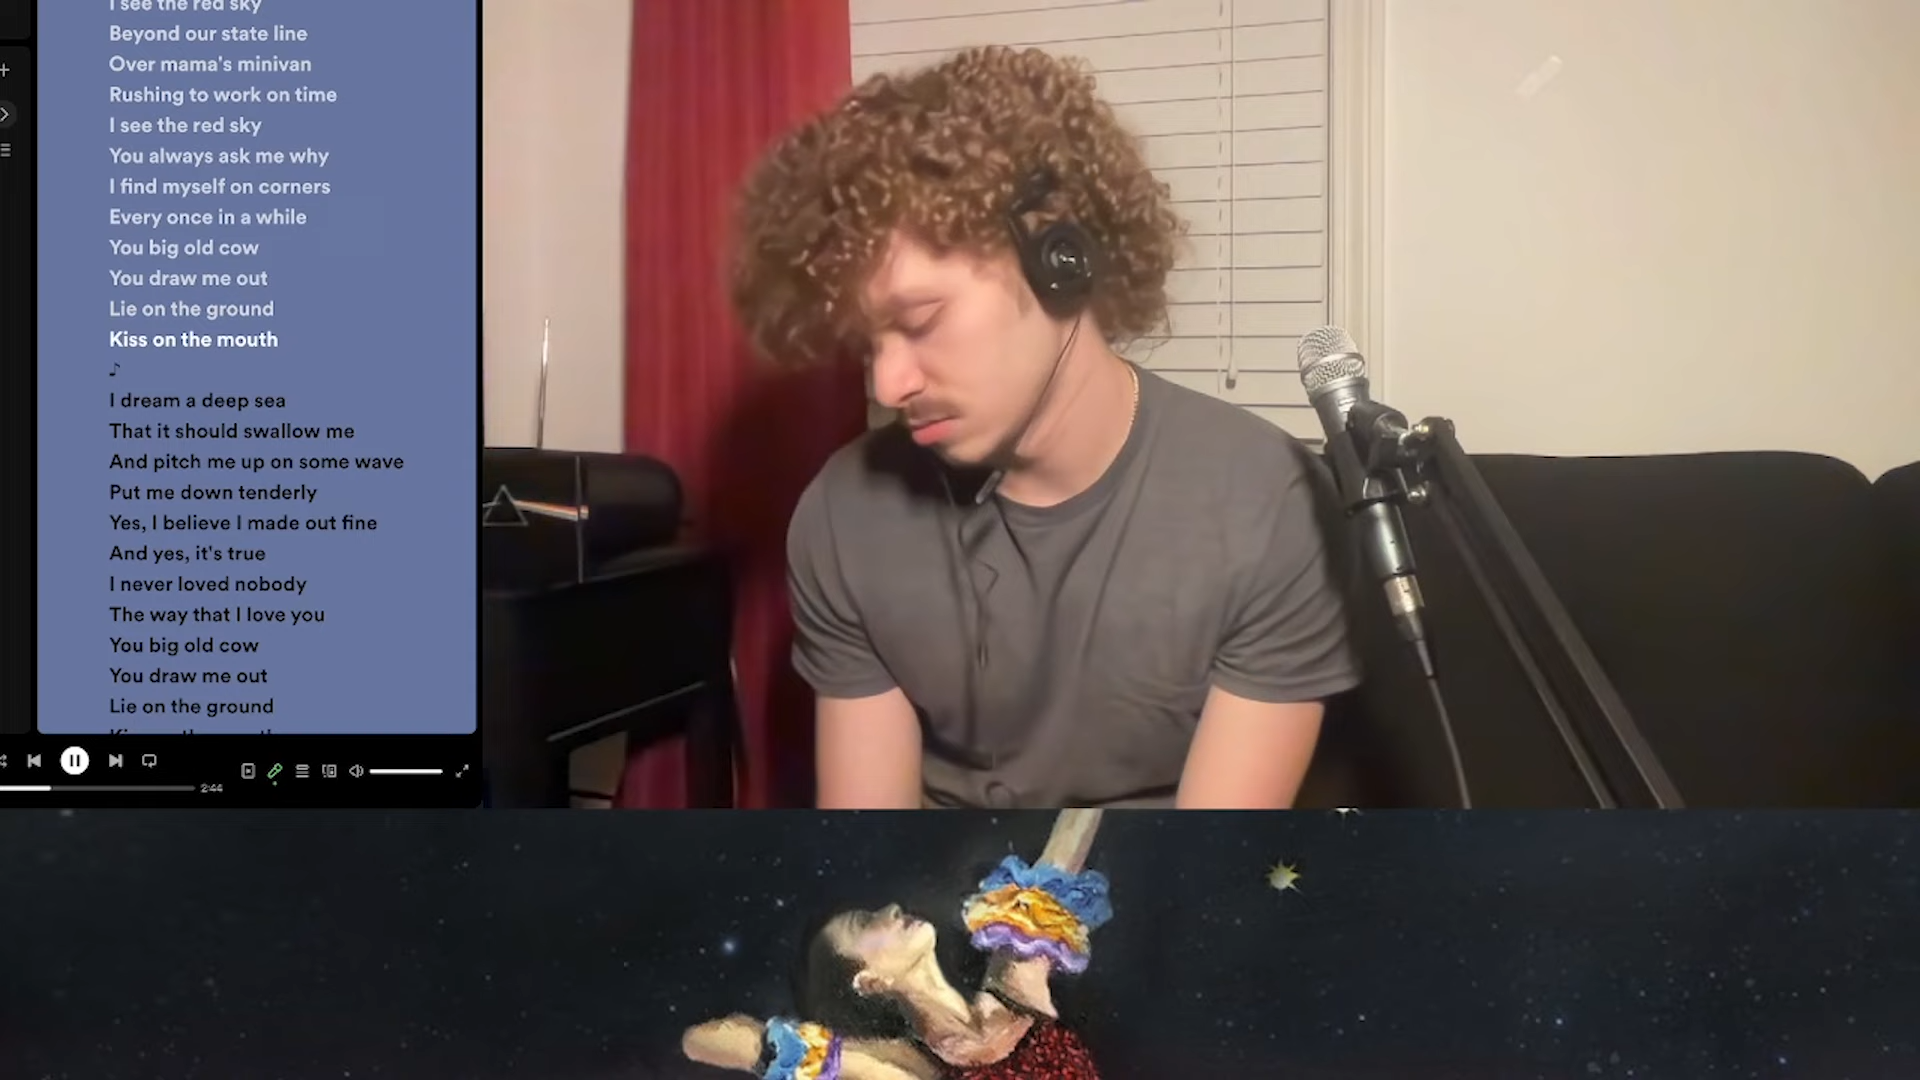 I see the red sky
Beyond our state line
Over mama's minivan
Rushing to work on time
I see the red sky
You always ask me why
I find myself on corners
Every once in a while
You big old cow
You draw me out
Lie on the ground
Kiss on the mouth
♪
I dream a deep sea
That it should swallow me
And pitch me up on some wave
Put me down tenderly
Yes, I believe I made out fine
And yes, it's true
I never loved nobody
The way that I love you
You big old cow
You draw me out
Lie on the ground
2:44